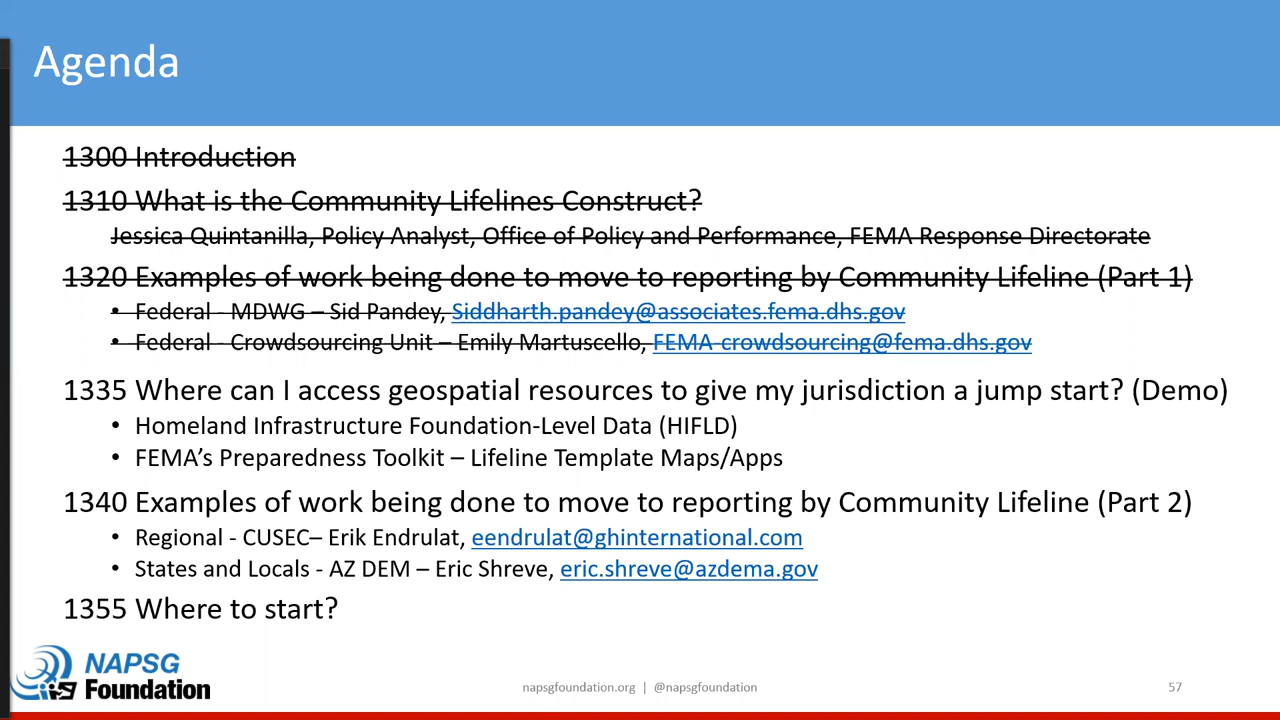 Agenda
1300 Introduction
1310 What is the Community Lifelines Construct?
Jessica Quintanilla, Policy Analyst, Office of Policy and Performance, FEMA Response Directorate
1320 Examples of work being done to move to reporting by Community Lifeline (Part 1)
• Federal - MDWG – Sid Pandey, Siddharth.pandey@associates.fema.dhs.gov
• Federal - Crowdsourcing Unit – Emily Martuscello, FEMA-crowdsourcing@fema.dhs.gov
1335 Where can I access geospatial resources to give my jurisdiction a jump start? (Demo)
• Homeland Infrastructure Foundation-Level Data (HIFLD)
• FEMA’s Preparedness Toolkit – Lifeline Template Maps/Apps
1340 Examples of work being done to move to reporting by Community Lifeline (Part 2)
• Regional - CUSEC– Erik Endrulat, eendrulat@ghinternational.com
• States and Locals - AZ DEM – Eric Shreve, eric.shreve@azdema.gov
1355 Where to start?
NAPSG
Foundation
napsgfoundation.org | @napsgfoundation
57